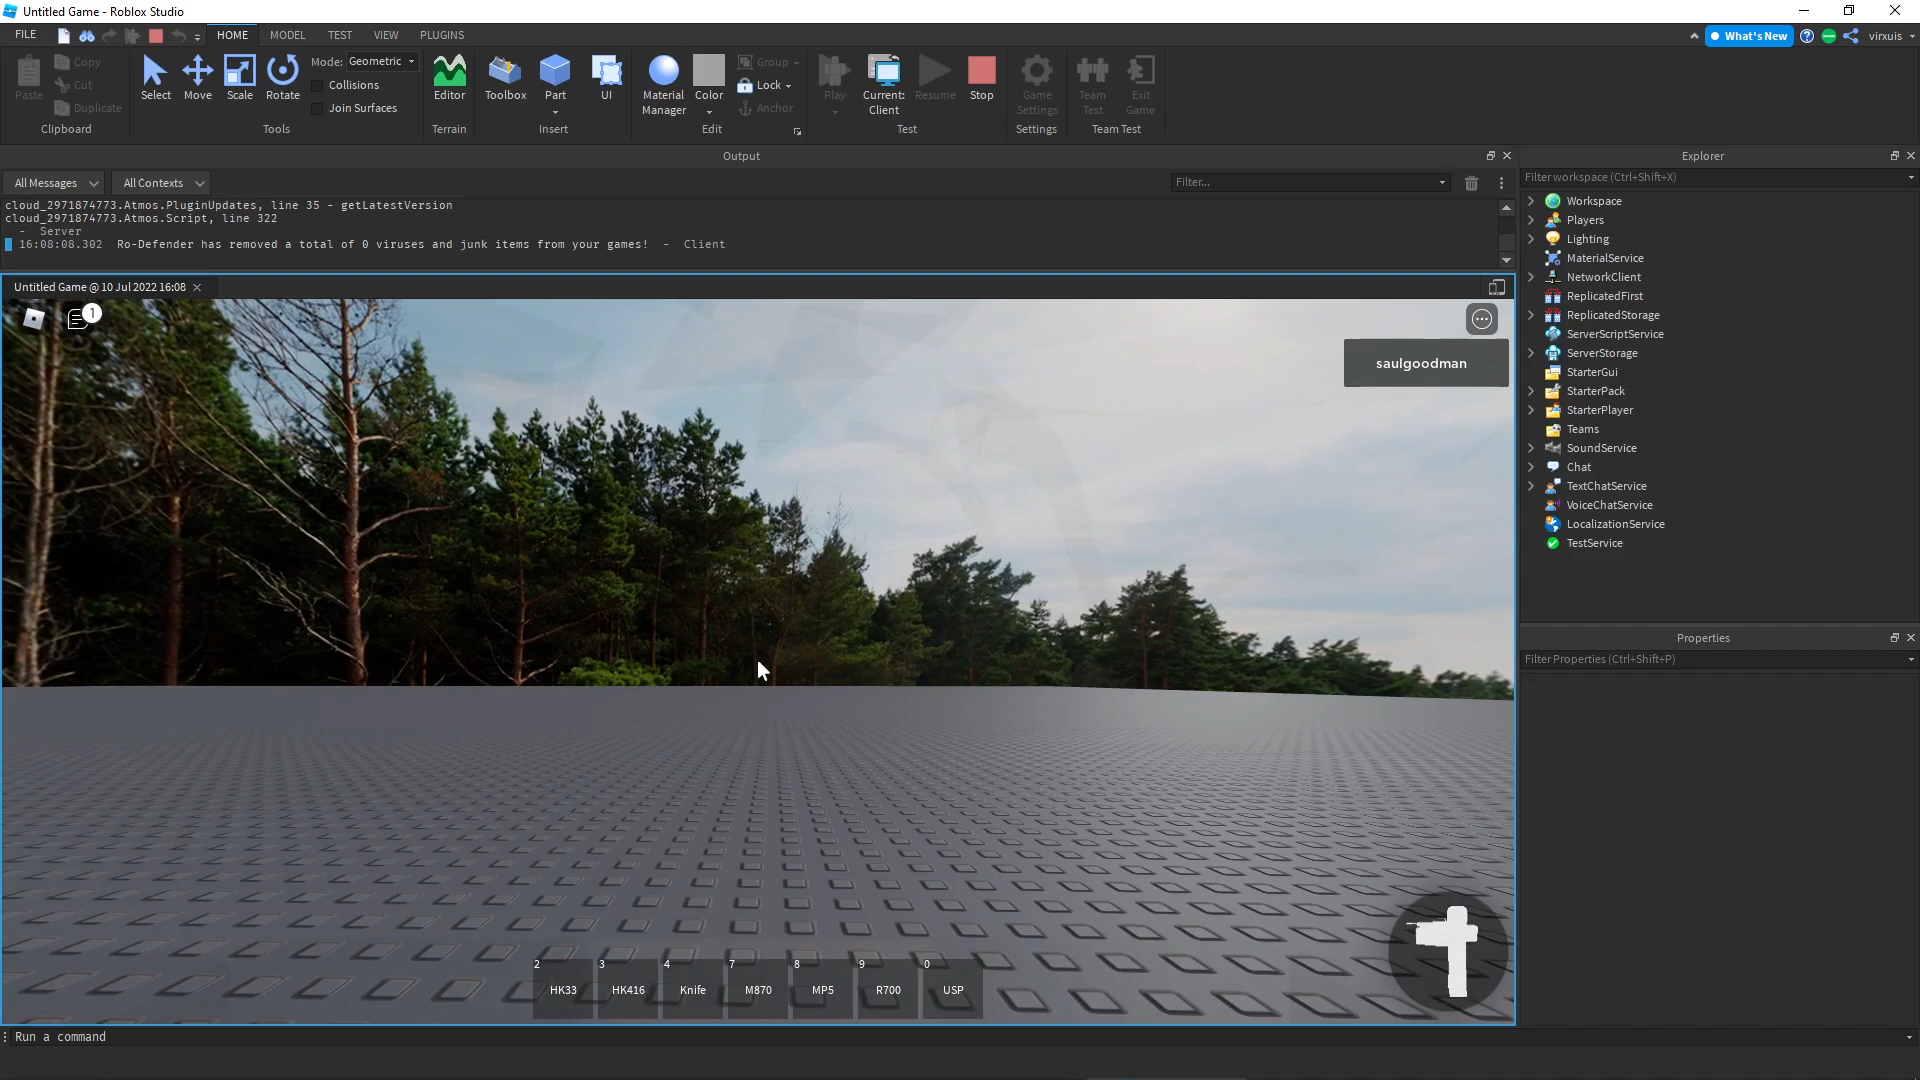 Untitled Game - Roblox Studio
FILE
HOME
MODEL
TEST
VIEW
PLUGINS
What's New
virxuis
Paste
Copy
Cut
Duplicate
Clipboard
Select
Move
Scale
Rotate
Mode: Geometric
Collisions
Join Surfaces
Tools
Editor
Terrain
Toolbox
Part
UI
Insert
Material Manager
Color
Group
Lock
Anchor
Edit
Play
Current: Client
Resume
Stop
Test
Game Settings
Settings
Team Test
Exit Game
Team Test
Output
All Messages
All Contexts
Filter...
cloud_2971874773.Atmos.PluginUpdates, line 35 - getLatestVersion
cloud_2971874773.Atmos.Script, line 322
- Server
16:08:08.302 Ro-Defender has removed a total of 0 viruses and junk items from your games! - Client
Untitled Game @ 10 Jul 2022 16:08
1
saulgoodman
2
HK33
3
HK416
4
Knife
7
M870
8
MP5
9
R700
0
USP
Run a command
Explorer
Filter workspace (Ctrl+Shift+X)
Workspace
Players
Lighting
MaterialService
NetworkClient
ReplicatedFirst
ReplicatedStorage
ServerScriptService
ServerStorage
StarterGui
StarterPack
StarterPlayer
Teams
SoundService
Chat
TextChatService
VoiceChatService
LocalizationService
TestService
Properties
Filter Properties (Ctrl+Shift+P)